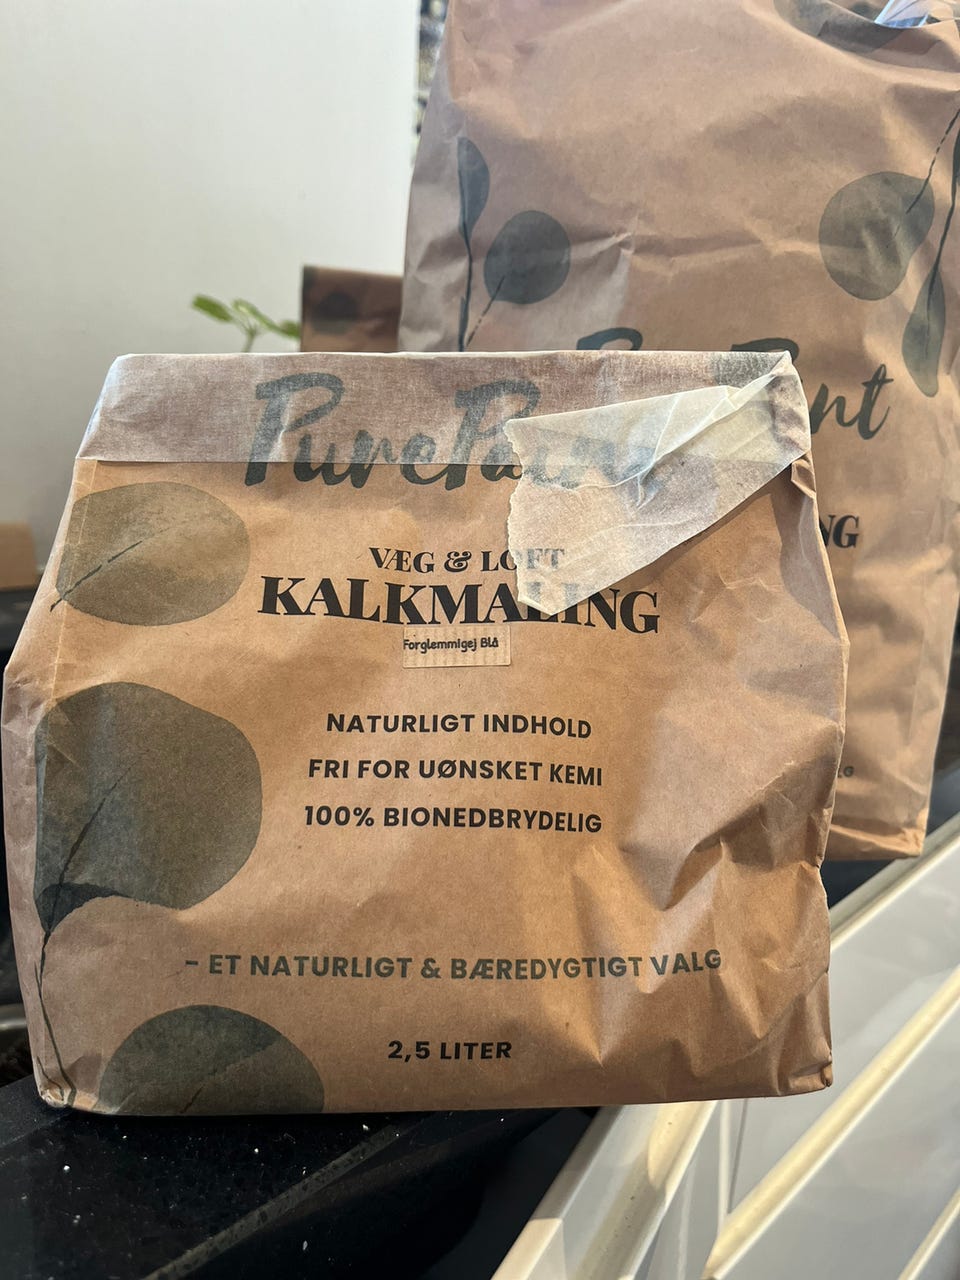 PurePaint
VÆG & LOFT
KALKMALING
Forglemmigej Blå
NATURLIGT INDHOLD
FRI FOR UØNSKET KEMI
100% BIONEDBRYDELIG
– ET NATURLIGT & BÆREDYGTIGT VALG
2,5 LITER